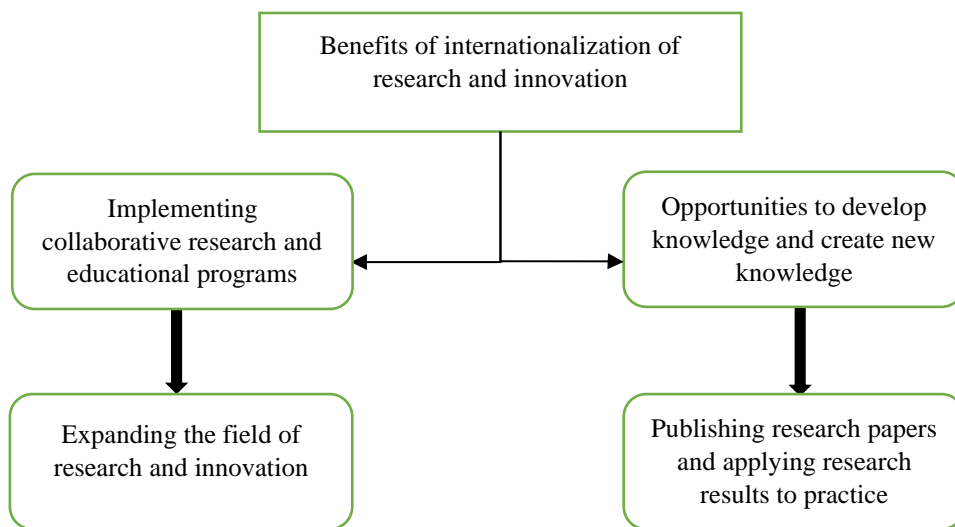 Benefits of internationalization of
research and innovation
Implementing
collaborative research and
educational programs
Opportunities to develop
knowledge and create new
knowledge
Expanding the field of
research and innovation
Publishing research papers
and applying research
results to practice